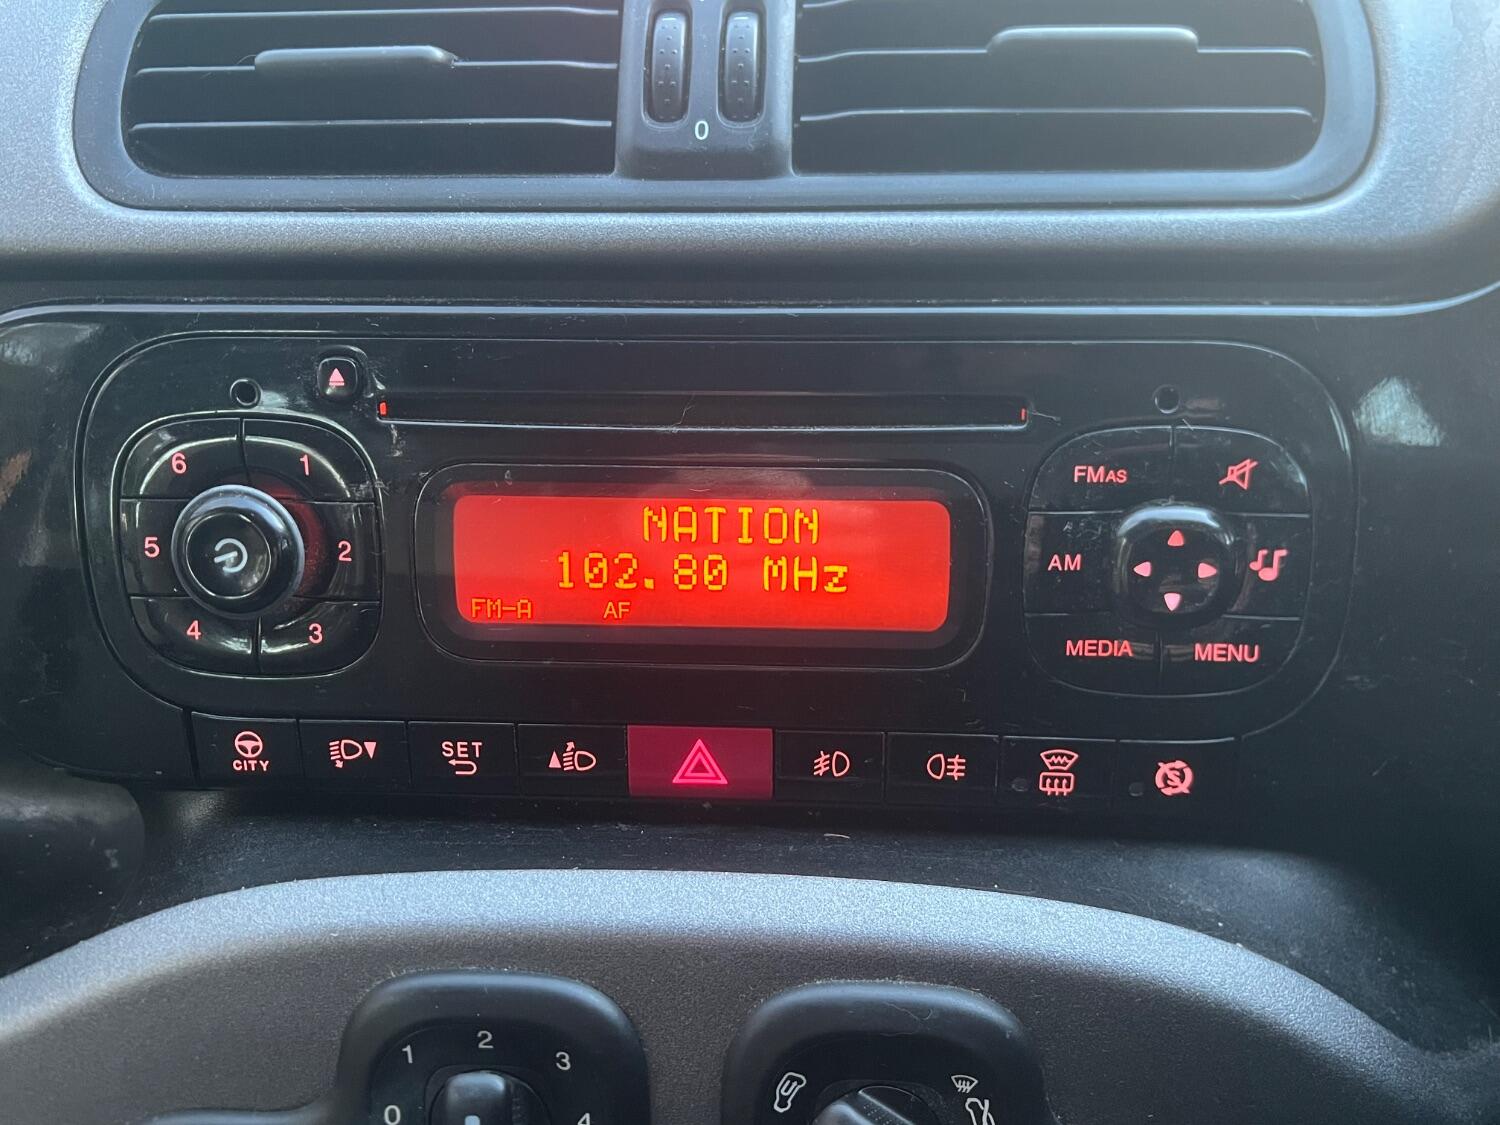 0
6
1
FMAS
NATION
5
2
102.80 MHz
AM
FM-A
AF
4
3
MEDIA
MENU
CITY
SET
S
1
2
3
0
4